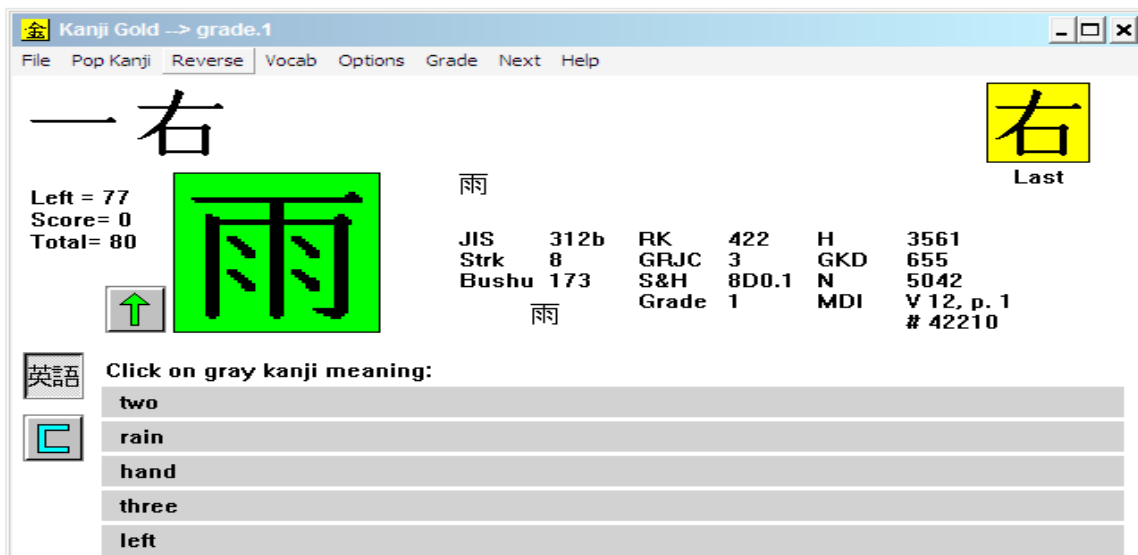 金 Kanji Gold --> grade.1
File Pop Kanji Reverse Vocab Options Grade Next Help
一 右
右
Last
Left = 77
Score= 0
Total= 80
雨
雨
JIS 312b RK 422 H 3561
Strk 8 GRJC 3 GKD 655
Bushu 173 S&H 8D0.1 N 5042
Grade 1 MDI V 12, p. 1
雨 # 42210
英語 Click on gray kanji meaning:
two
rain
hand
three
left